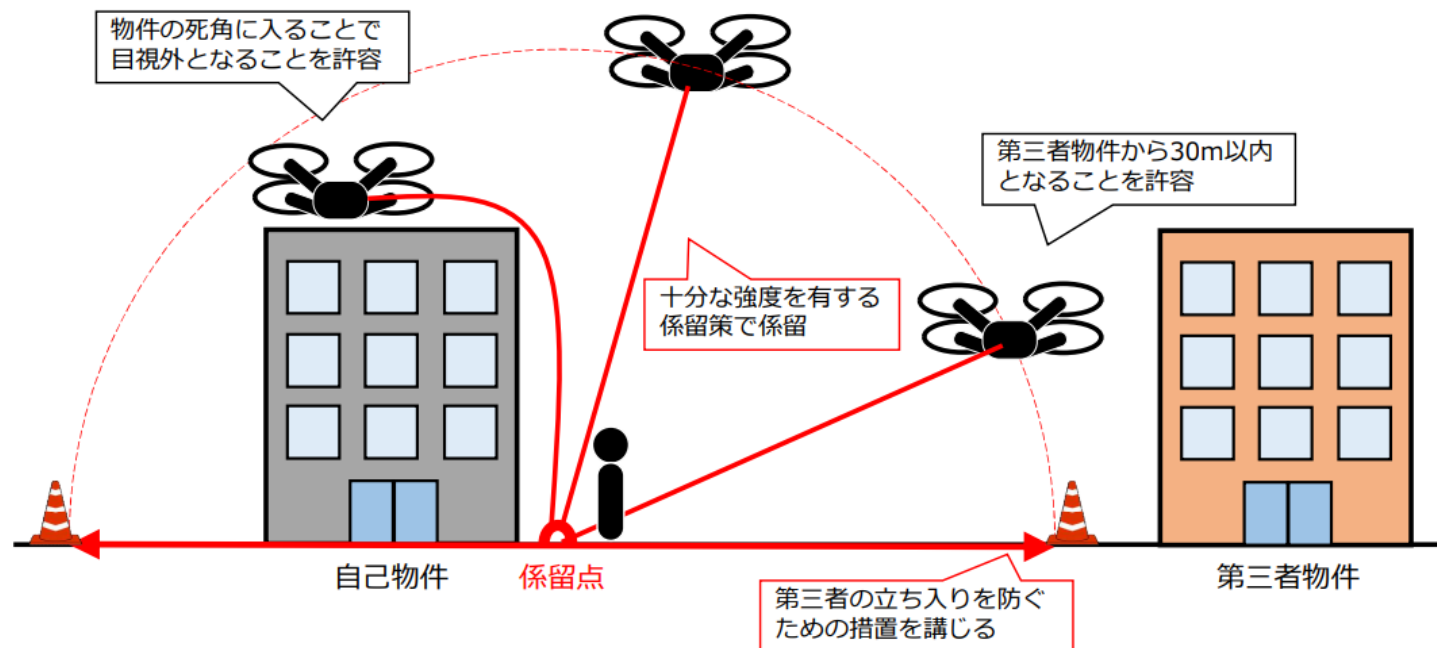 物件の死角に入ることで
目視外となることを許容
第三者物件から30m以内
となることを許容
十分な強度を有する
係留策で係留
自己物件
係留点
第三者物件
第三者の立ち入りを防ぐ
ための措置を講じる